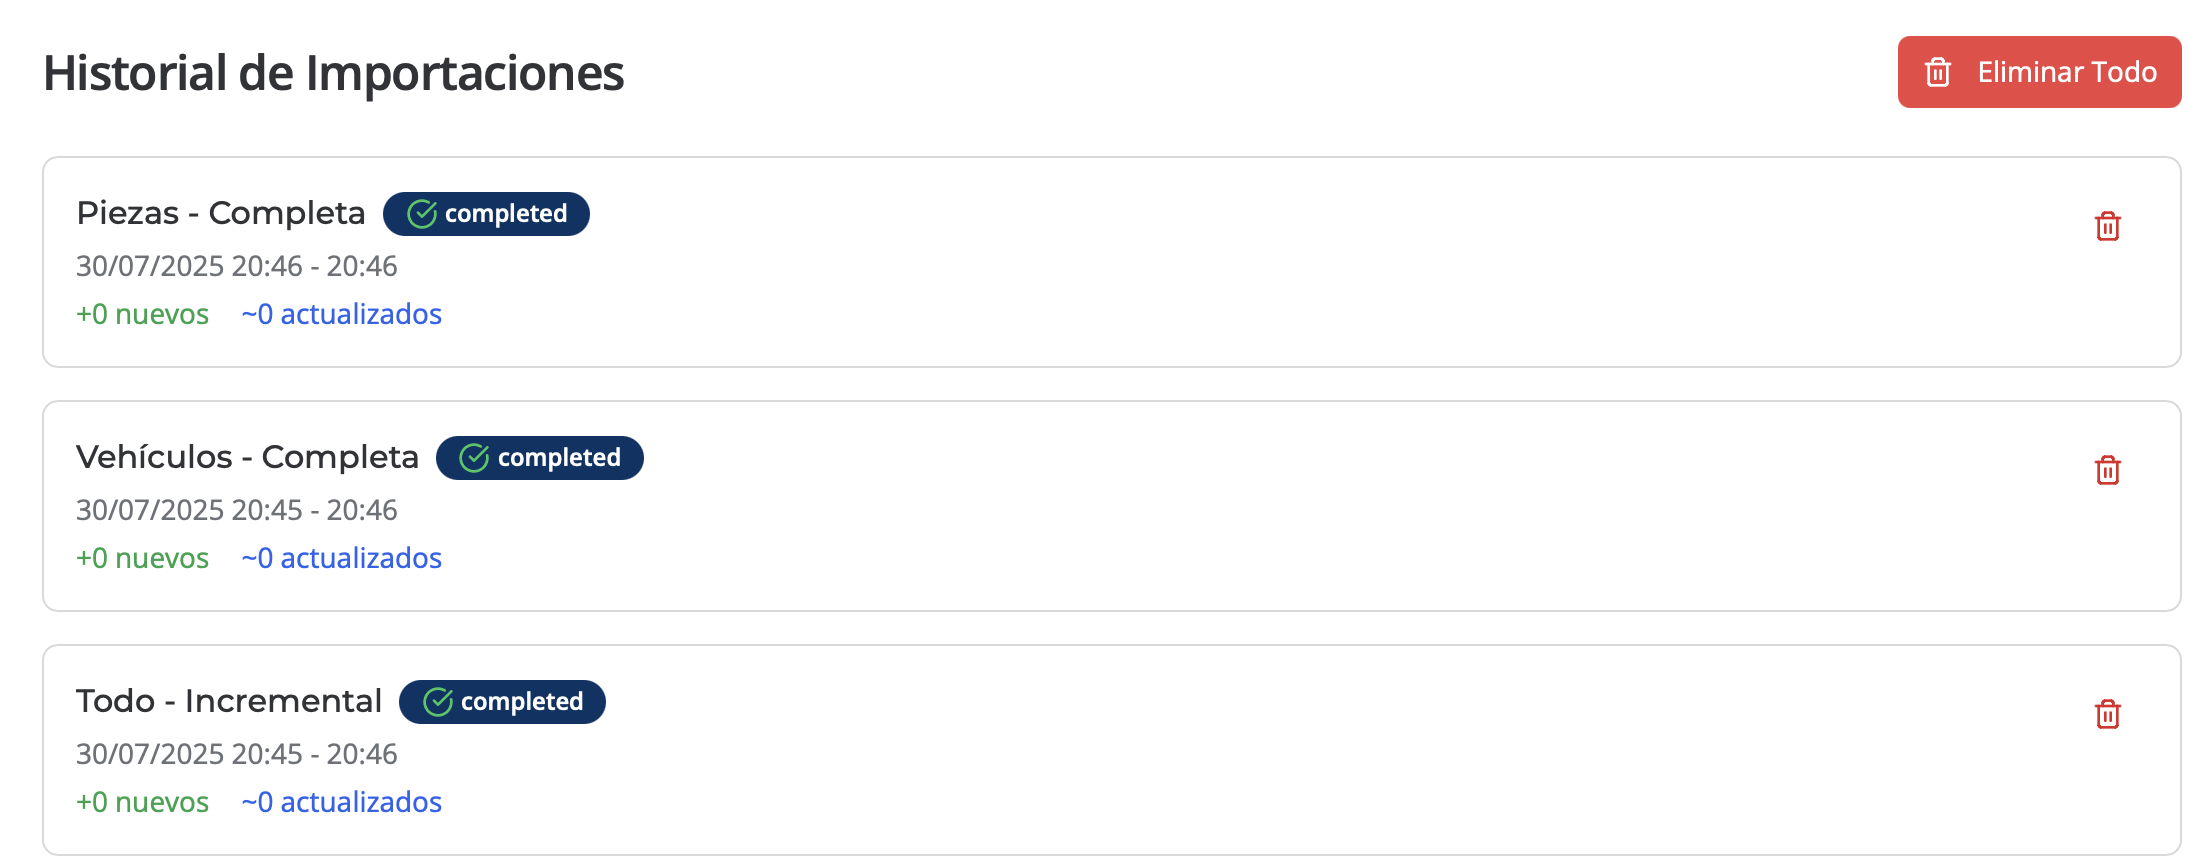 Historial de Importaciones
Eliminar Todo
Piezas - Completa completed
30/07/2025 20:46 - 20:46
+0 nuevos ~0 actualizados
Vehículos - Completa completed
30/07/2025 20:45 - 20:46
+0 nuevos ~0 actualizados
Todo - Incremental completed
30/07/2025 20:45 - 20:46
+0 nuevos ~0 actualizados